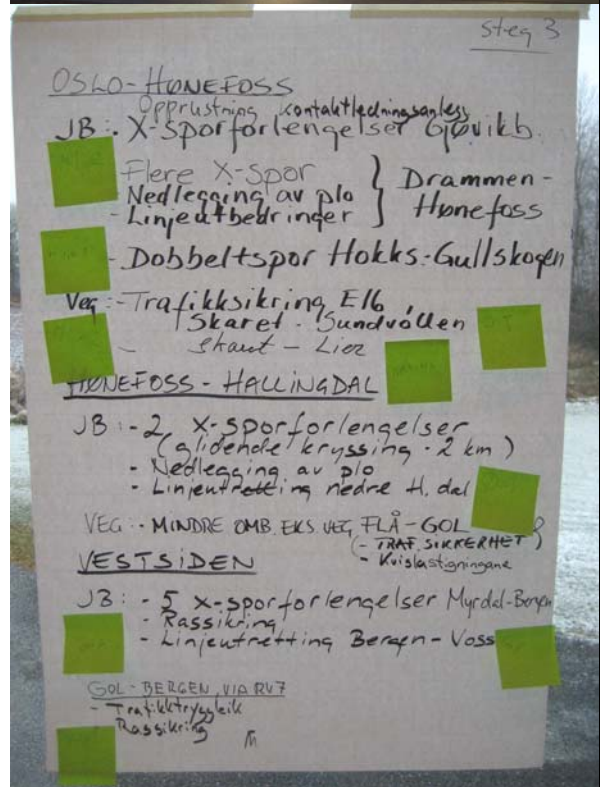 steg 3
OSLO-HØNEFOSS
Opprustning kontaktledningsanlegg
JB:· X-sporforlengelser Gjøvikb.
Flere X-spor
- Nedlegging av plo
- Linjeutbedringer
Drammen-
Hønefoss
- Dobbeltspor Hokks.-Gullskogen
Veg:-Trafikksikring E16,
Skaret - Sundvollen
- Skaret - Lier
HØNEFOSS - HALLINGDAL
JB: - 2 X-sporforlengelser
(glidende kryssing · 2 km)
- Nedlegging av plo
- Linjeutretting nedre H. dal
VEG: · MINDRE OMB. EKS. VEG, FLÅ-GOL
(- TRAF. SIKKERHET)
- Kvislastigningane
VESTSIDEN
JB: - 5 X-sporforlengelser Myrdal-Bergen
- Rassikring
- Linjeutretting Bergen-Voss
GOL - BERGEN, VIA RV7
- Trafikktryggleik
- Rassikring